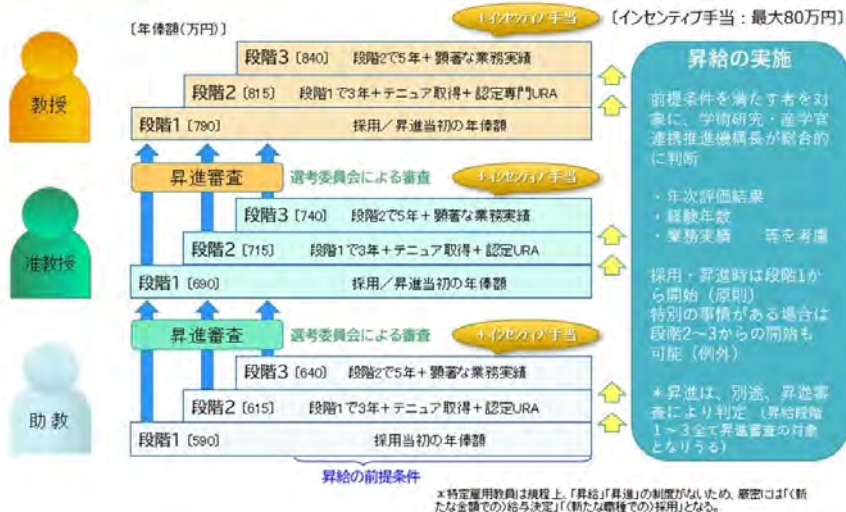 〔年俸額(万円)〕
+インセンティブ手当
〔インセンティブ手当：最大80万円〕
段階3〔840〕 段階2で5年+顕著な業務実績
段階2〔815〕 段階1で3年+テニュア取得+認定専門URA
段階1〔790〕 採用／昇進当初の年俸額
教授
昇進審査
選考委員会による審査
+インセンティブ手当
段階3〔740〕 段階2で5年+顕著な業務実績
段階2〔715〕 段階1で3年+テニュア取得+認定URA
段階1〔690〕 採用／昇進当初の年俸額
准教授
昇進審査
選考委員会による審査
+インセンティブ手当
段階3〔640〕 段階2で5年+顕著な業務実績
段階2〔615〕 段階1で3年+テニュア取得+認定URA
段階1〔590〕 採用当初の年俸額
助教
昇給の前提条件
昇給の実施
前提条件を満たす者を対
象に、学術研究・産学官
連携推進機構長が総合的
に判断
・年次評価結果
・経験年数
・業務実績 等を考慮
採用・昇進時は段階1か
ら開始（原則）
特別の事情がある場合は
段階2～3からの開始も
可能（例外）
＊昇進は、別途、昇進審
査により判定（昇給段階
1～3全て昇進審査の対象
となりうる）
＊特定雇用教員は規程上、「昇給」「昇進」の制度がないため、厳密には「（新
たな金額での）給与決定」「（新たな職種での）採用」となる。